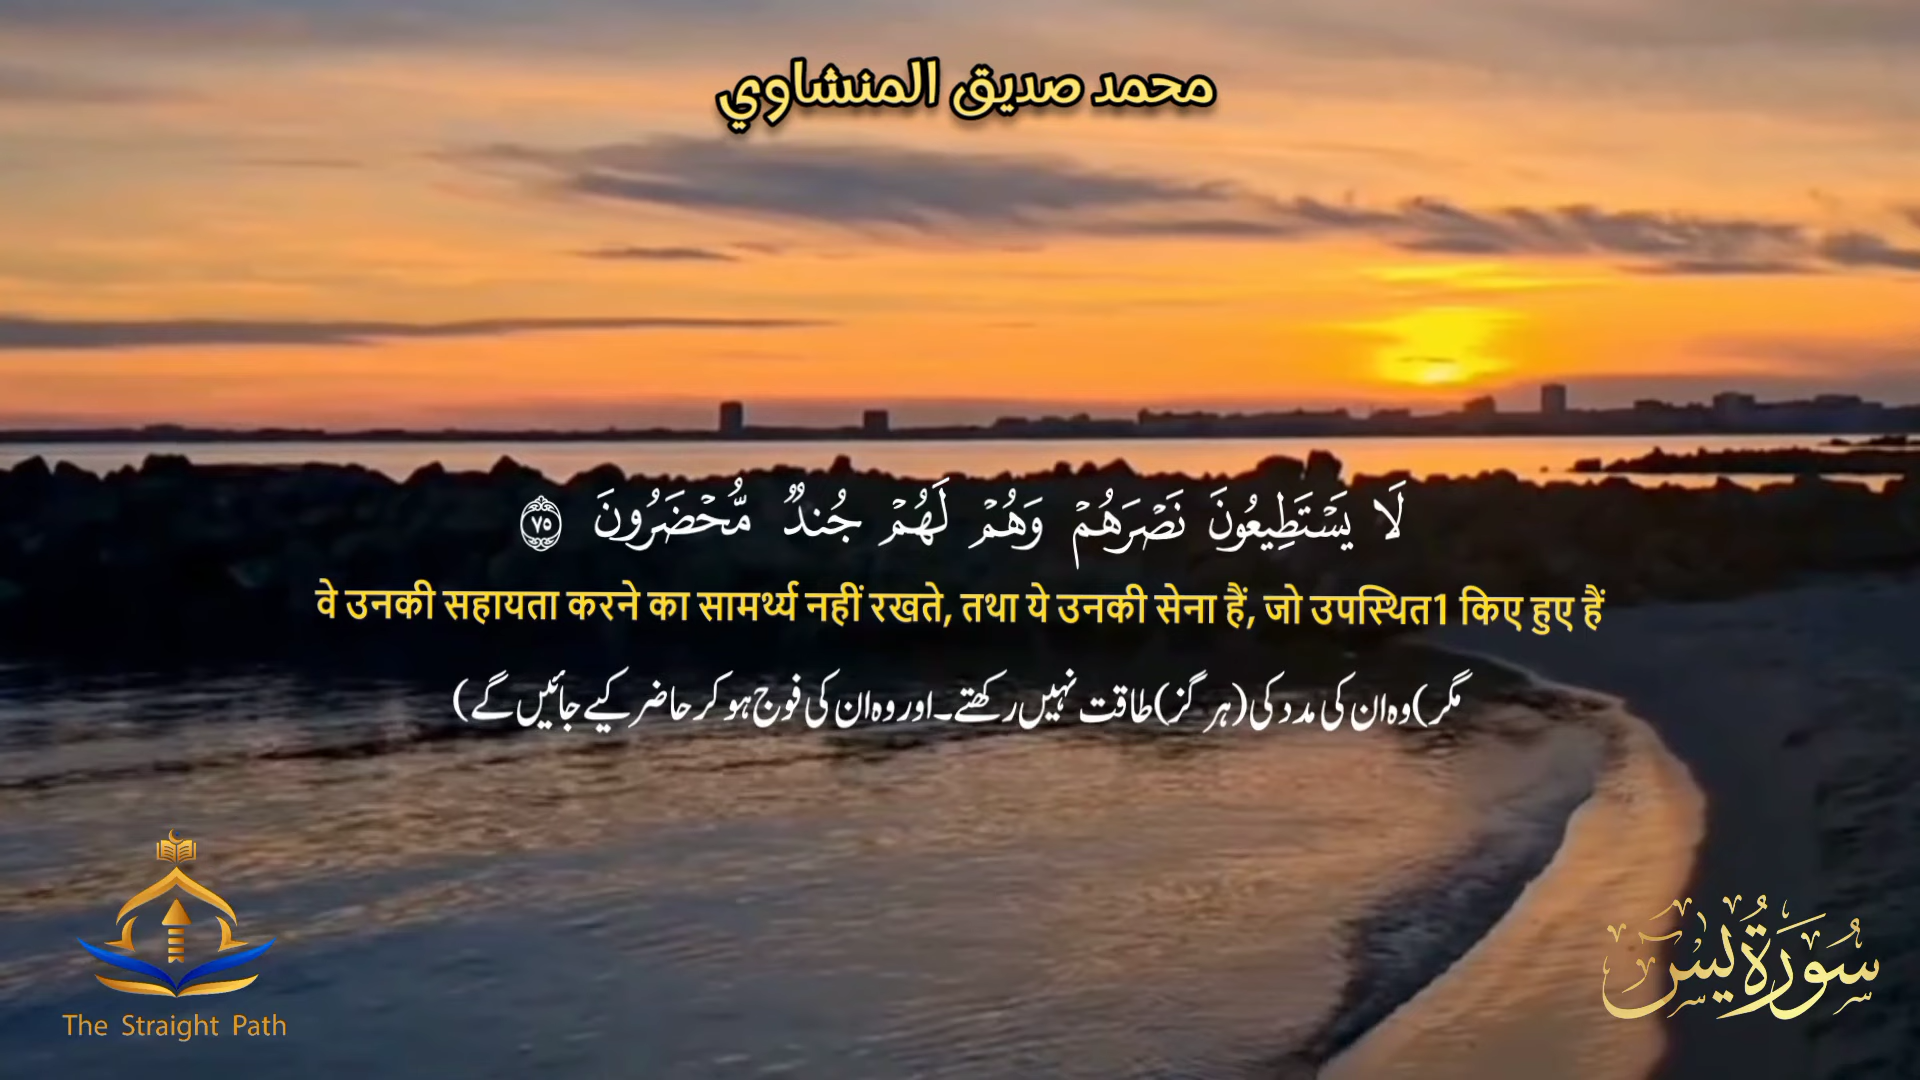 محمد صديق المنشاوي
لَا يَسْتَطِيعُونَ نَصْرَهُمْ وَهُمْ لَهُمْ جُندٌ مُّحْضَرُونَ ٧٥
वे उनकी सहायता करने का सामर्थ्य नहीं रखते, तथा ये उनकी सेना हैं, जो उपस्थित1 किए हुए हैं
مگر) وہ ان کی مدد کی (ہر گز) طاقت نہیں رکھتے۔ اور وہ ان کی فوج ہو کر حاضر کیے جائیں گے)
The Straight Path
سُورَةُ يس